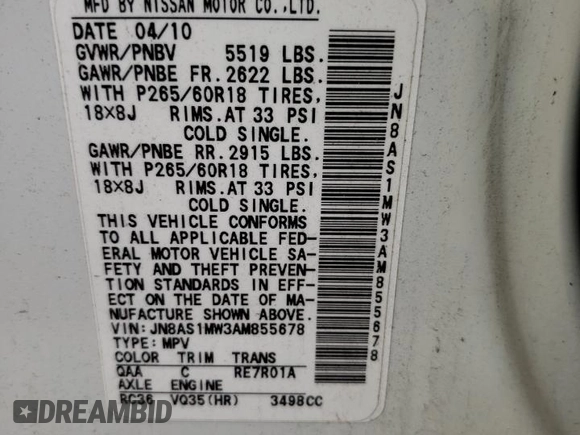 MFD BY NISSAN MOTOR CO.,LTD.
DATE 04/10
GVWR/PNBV 5519 LBS.
GAWR/PNBE FR. 2622 LBS.
WITH P265/60R18 TIRES,
18×8J RIMS. AT 33 PSI
COLD SINGLE.
GAWR/PNBE RR. 2915 LBS.
WITH P265/60R18 TIRES,
18×8J RIMS. AT 33 PSI
COLD SINGLE.
THIS VEHICLE CONFORMS
TO ALL APPLICABLE FED-
ERAL MOTOR VEHICLE SA-
FETY AND THEFT PREVEN-
TION STANDARDS IN EFF-
ECT ON THE DATE OF MA-
NUFACTURE SHOWN ABOVE.
VIN: JN8AS1MW3AM855678
TYPE: MPV
COLOR TRIM TRANS
QAA C RE7R01A
AXLE ENGINE
RC36 VQ35(HR) 3498CC
JN8AS1MW3AM855678
DREAMBID